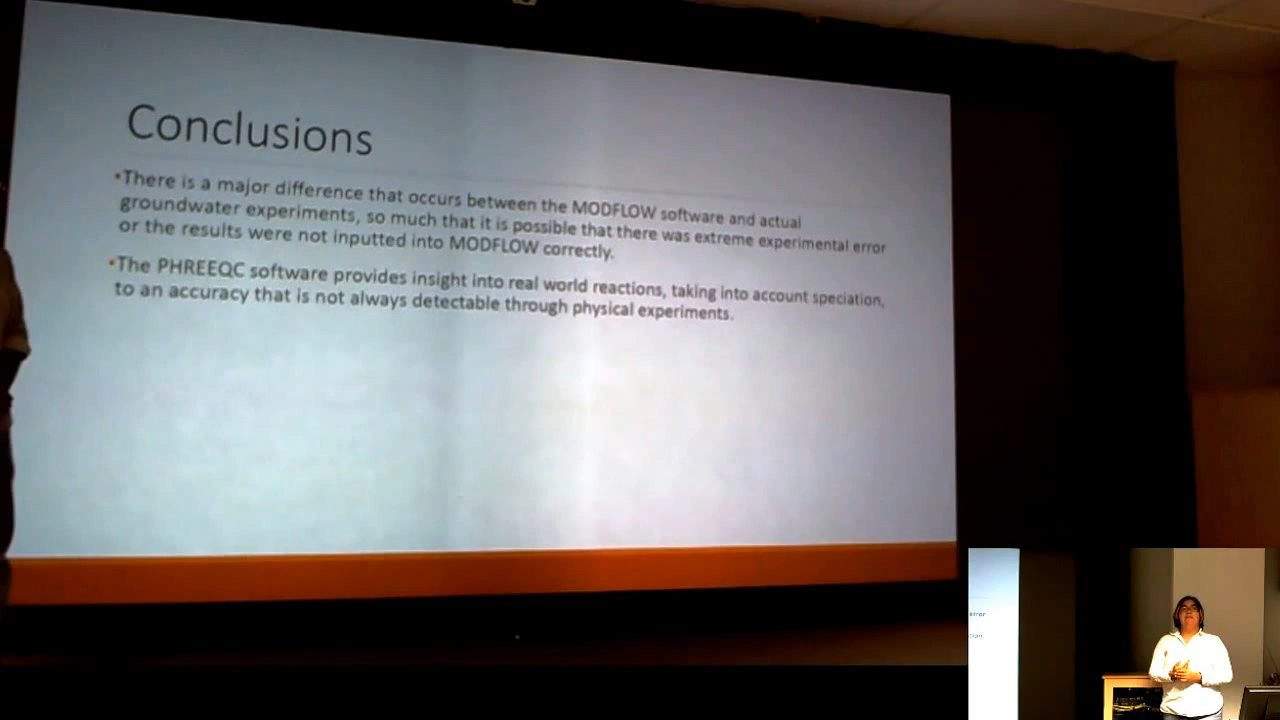 Conclusions
•There is a major difference that occurs between the MODFLOW software and actual
groundwater experiments, so much that it is possible that there was extreme experimental error
or the results were not inputted into MODFLOW correctly.
•The PHREEQC software provides insight into real world reactions, taking into account speciation,
to an accuracy that is not always detectable through physical experiments.
error
tion,